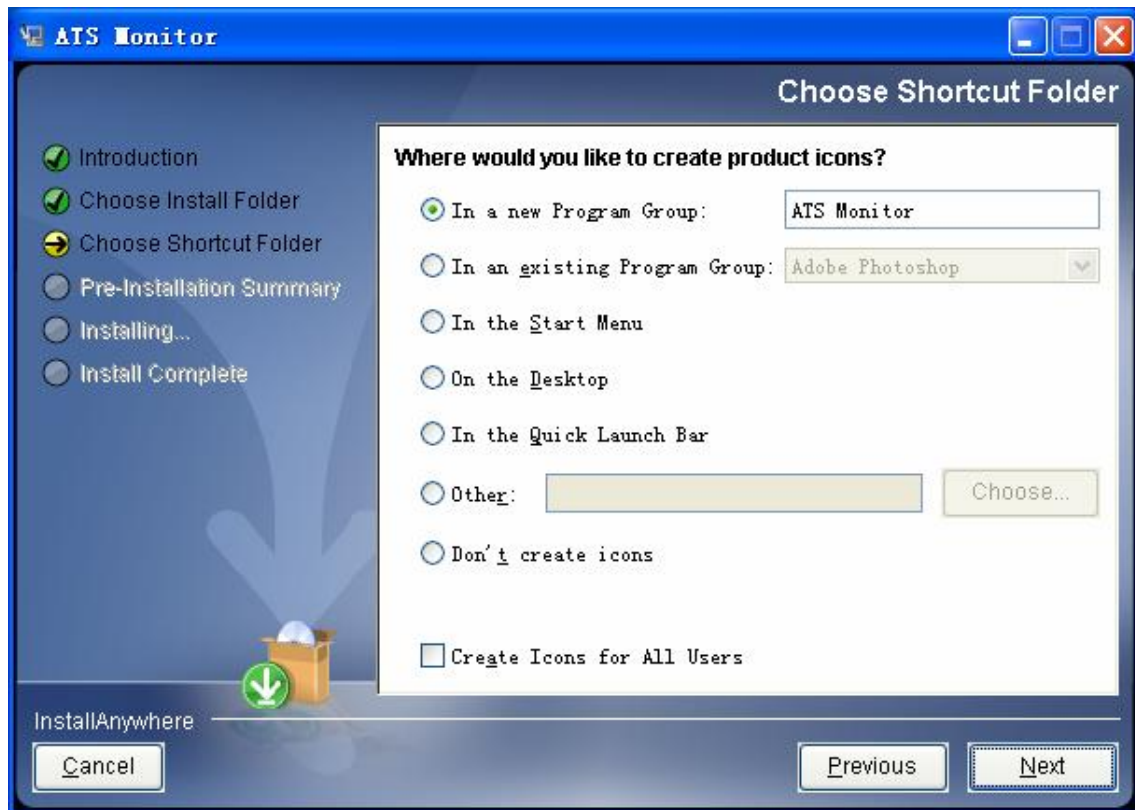 ATS Monitor
Choose Shortcut Folder
Introduction
Choose Install Folder
Choose Shortcut Folder
Pre-Installation Summary
Installing...
Install Complete
Where would you like to create product icons?
In a new Program Group: ATS Monitor
In an existing Program Group: Adobe Photoshop
In the Start Menu
On the Desktop
In the Quick Launch Bar
Other: Choose...
Don't create icons
Create Icons for All Users
InstallAnywhere
Cancel Previous Next